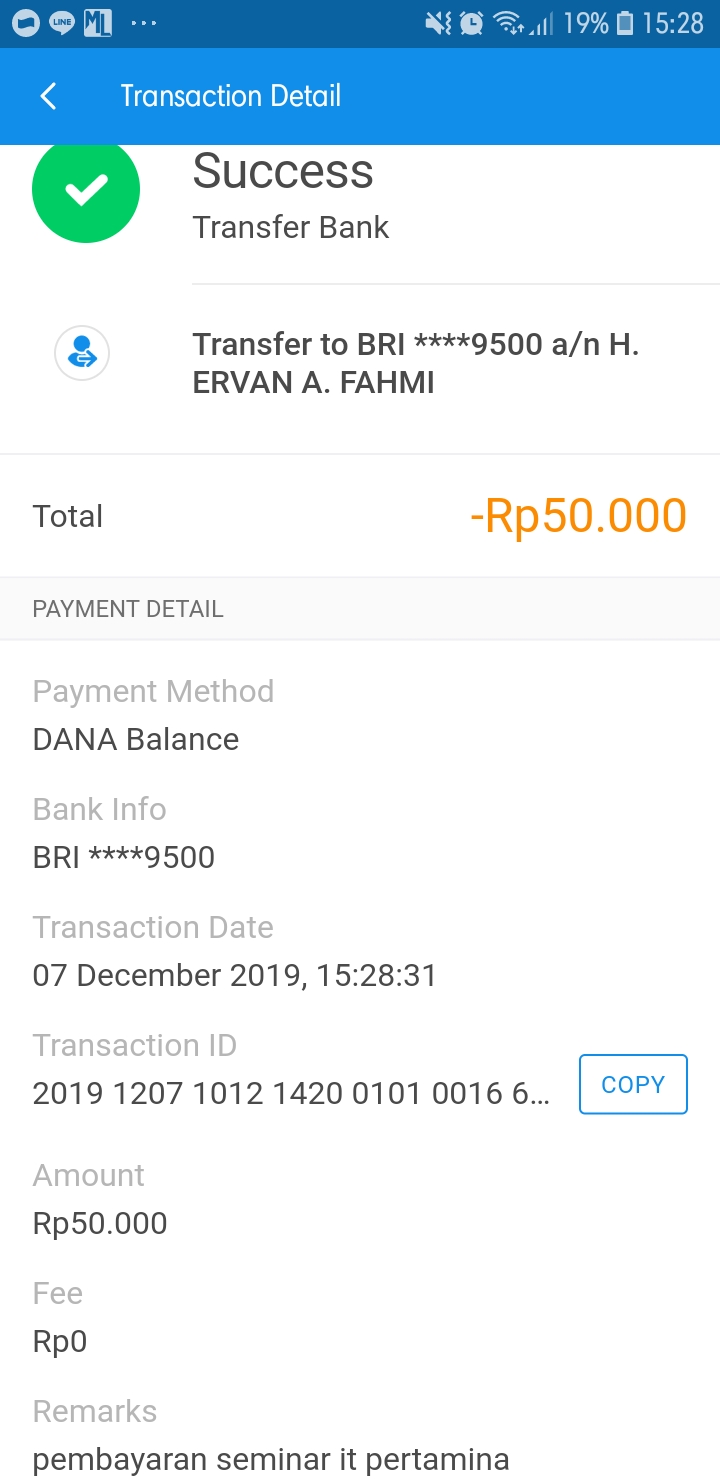 LINE
ML
19%
15:28
Transaction Detail
Success
Transfer Bank
Transfer to BRI ****9500 a/n H.
ERVAN A. FAHMI
Total
-Rp50.000
PAYMENT DETAIL
Payment Method
DANA Balance
Bank Info
BRI ****9500
Transaction Date
07 December 2019, 15:28:31
Transaction ID
2019 1207 1012 1420 0101 0016 6...
COPY
Amount
Rp50.000
Fee
Rp0
Remarks
pembayaran seminar it pertamina